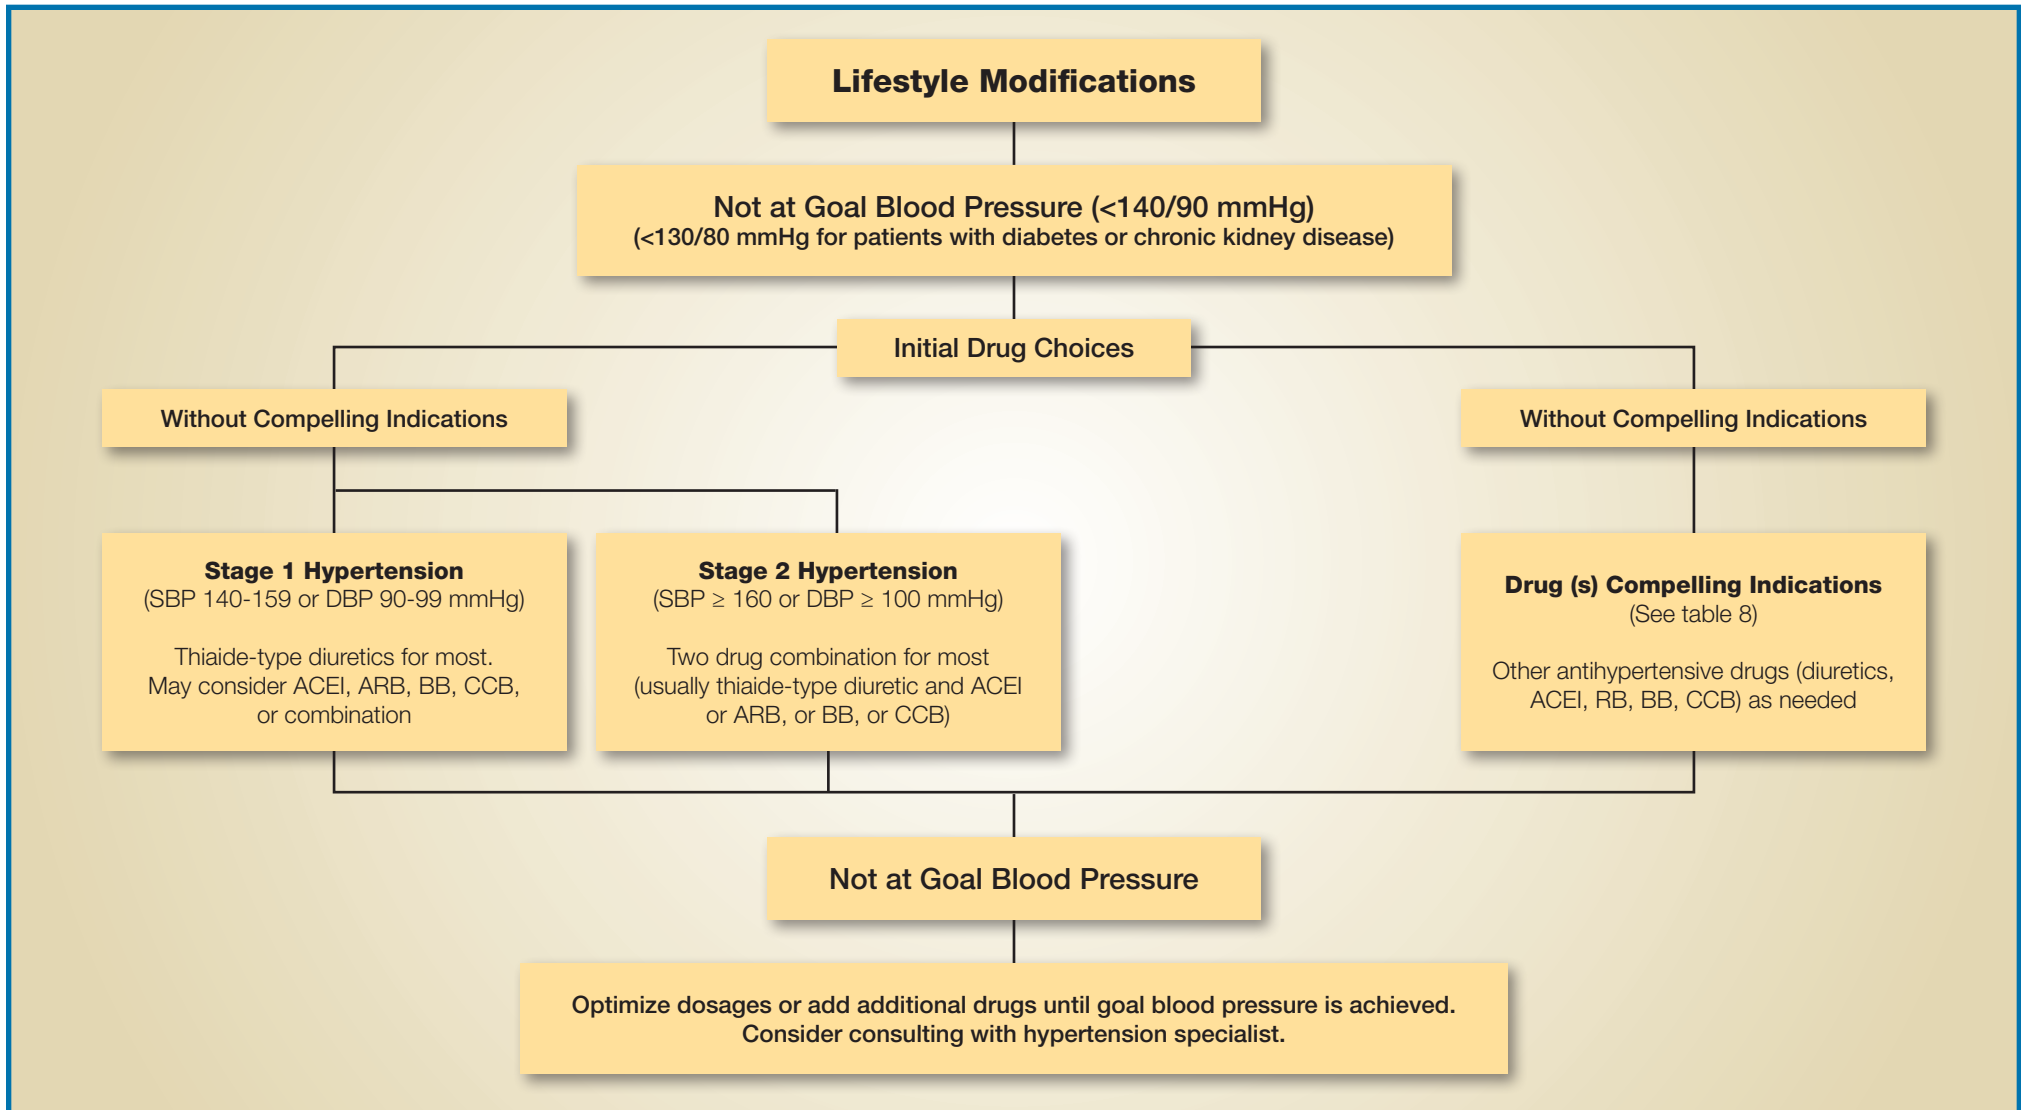 Lifestyle Modifications
Not at Goal Blood Pressure (<140/90 mmHg)
(<130/80 mmHg for patients with diabetes or chronic kidney disease)
Initial Drug Choices
Without Compelling Indications
Without Compelling Indications
Stage 1 Hypertension
(SBP 140-159 or DBP 90-99 mmHg)
Thiaide-type diuretics for most.
May consider ACEI, ARB, BB, CCB,
or combination
Stage 2 Hypertension
(SBP ≥ 160 or DBP ≥ 100 mmHg)
Two drug combination for most
(usually thiaide-type diuretic and ACEI
or ARB, or BB, or CCB)
Drug (s) Compelling Indications
(See table 8)
Other antihypertensive drugs (diuretics,
ACEI, RB, BB, CCB) as needed
Not at Goal Blood Pressure
Optimize dosages or add additional drugs until goal blood pressure is achieved.
Consider consulting with hypertension specialist.